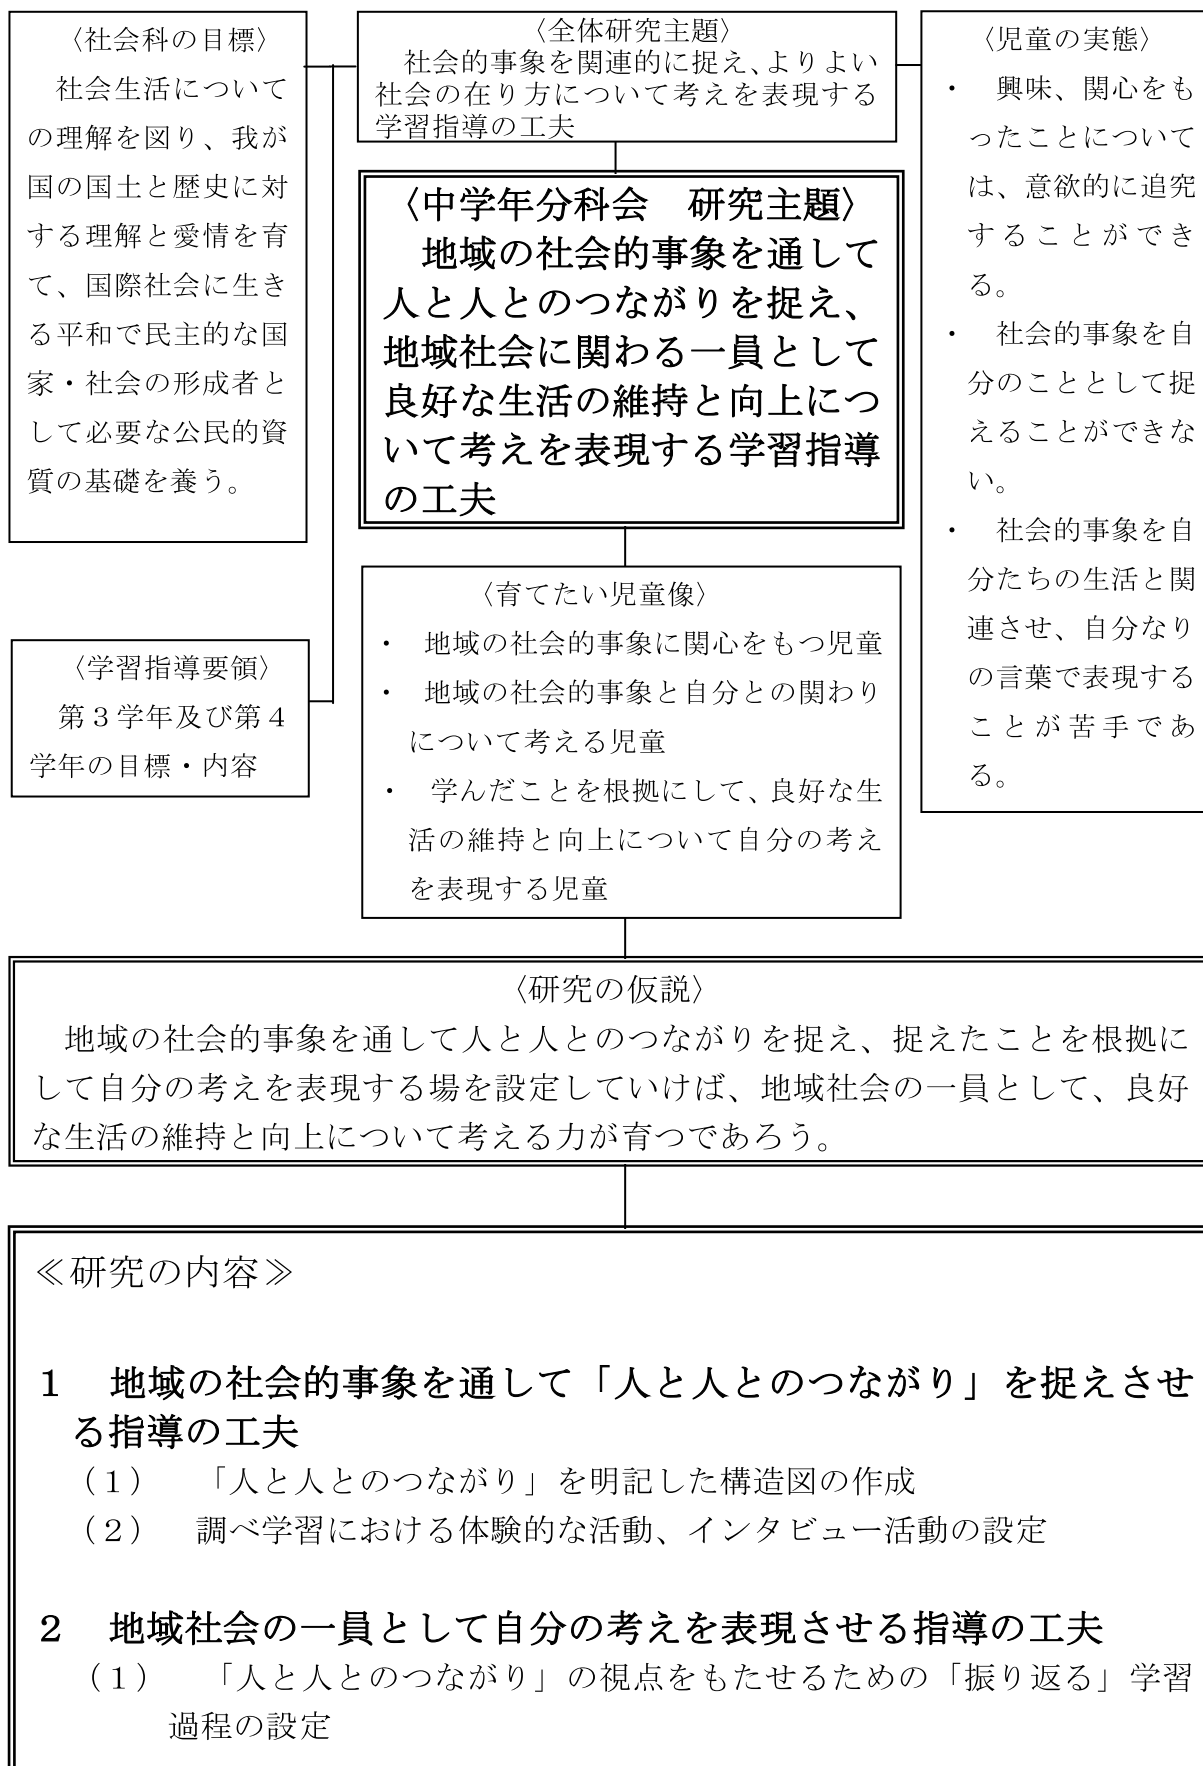 〈社会科の目標〉
社会生活について
の理解を図り、我が
国の国土と歴史に対
する理解と愛情を育
て、国際社会に生き
る平和で民主的な国
家・社会の形成者と
して必要な公民的資
質の基礎を養う。
〈学習指導要領〉
第３学年及び第４
学年の目標・内容
〈全体研究主題〉
社会的事象を関連的に捉え、よりよい
社会の在り方について考えを表現する
学習指導の工夫
〈中学年分科会　研究主題〉
地域の社会的事象を通して
人と人とのつながりを捉え、
地域社会に関わる一員として
良好な生活の維持と向上につ
いて考えを表現する学習指導
の工夫
〈育てたい児童像〉
・　地域の社会的事象に関心をもつ児童
・　地域の社会的事象と自分との関わり
について考える児童
・　学んだことを根拠にして、良好な生
活の維持と向上について自分の考え
を表現する児童
〈児童の実態〉
・　興味、関心をも
ったことについて
は、意欲的に追究
することができ
る。
・　社会的事象を自
分のこととして捉
えることができな
い。
・　社会的事象を自
分たちの生活と関
連させ、自分なり
の言葉で表現する
ことが苦手であ
る。
〈研究の仮説〉
地域の社会的事象を通して人と人とのつながりを捉え、捉えたことを根拠に
して自分の考えを表現する場を設定していけば、地域社会の一員として、良好
な生活の維持と向上について考える力が育つであろう。
≪研究の内容≫
１　地域の社会的事象を通して「人と人とのつながり」を捉えさせ
る指導の工夫
（１）　「人と人とのつながり」を明記した構造図の作成
（２）　調べ学習における体験的な活動、インタビュー活動の設定
２　地域社会の一員として自分の考えを表現させる指導の工夫
（１）　「人と人とのつながり」の視点をもたせるための「振り返る」学習
過程の設定